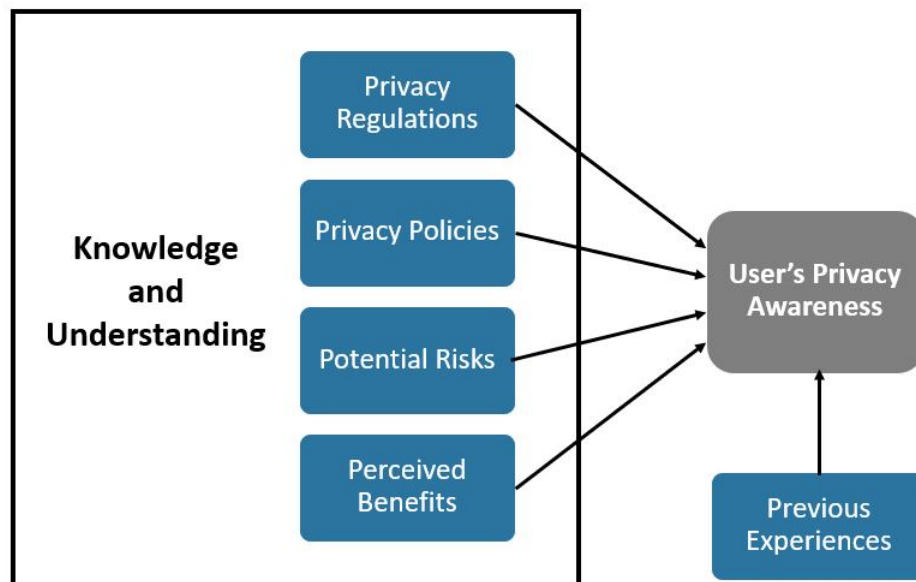 Privacy
Regulations
Privacy Policies
Knowledge
and
Understanding
Potential Risks
Perceived
Benefits
User’s Privacy
Awareness
Previous
Experiences